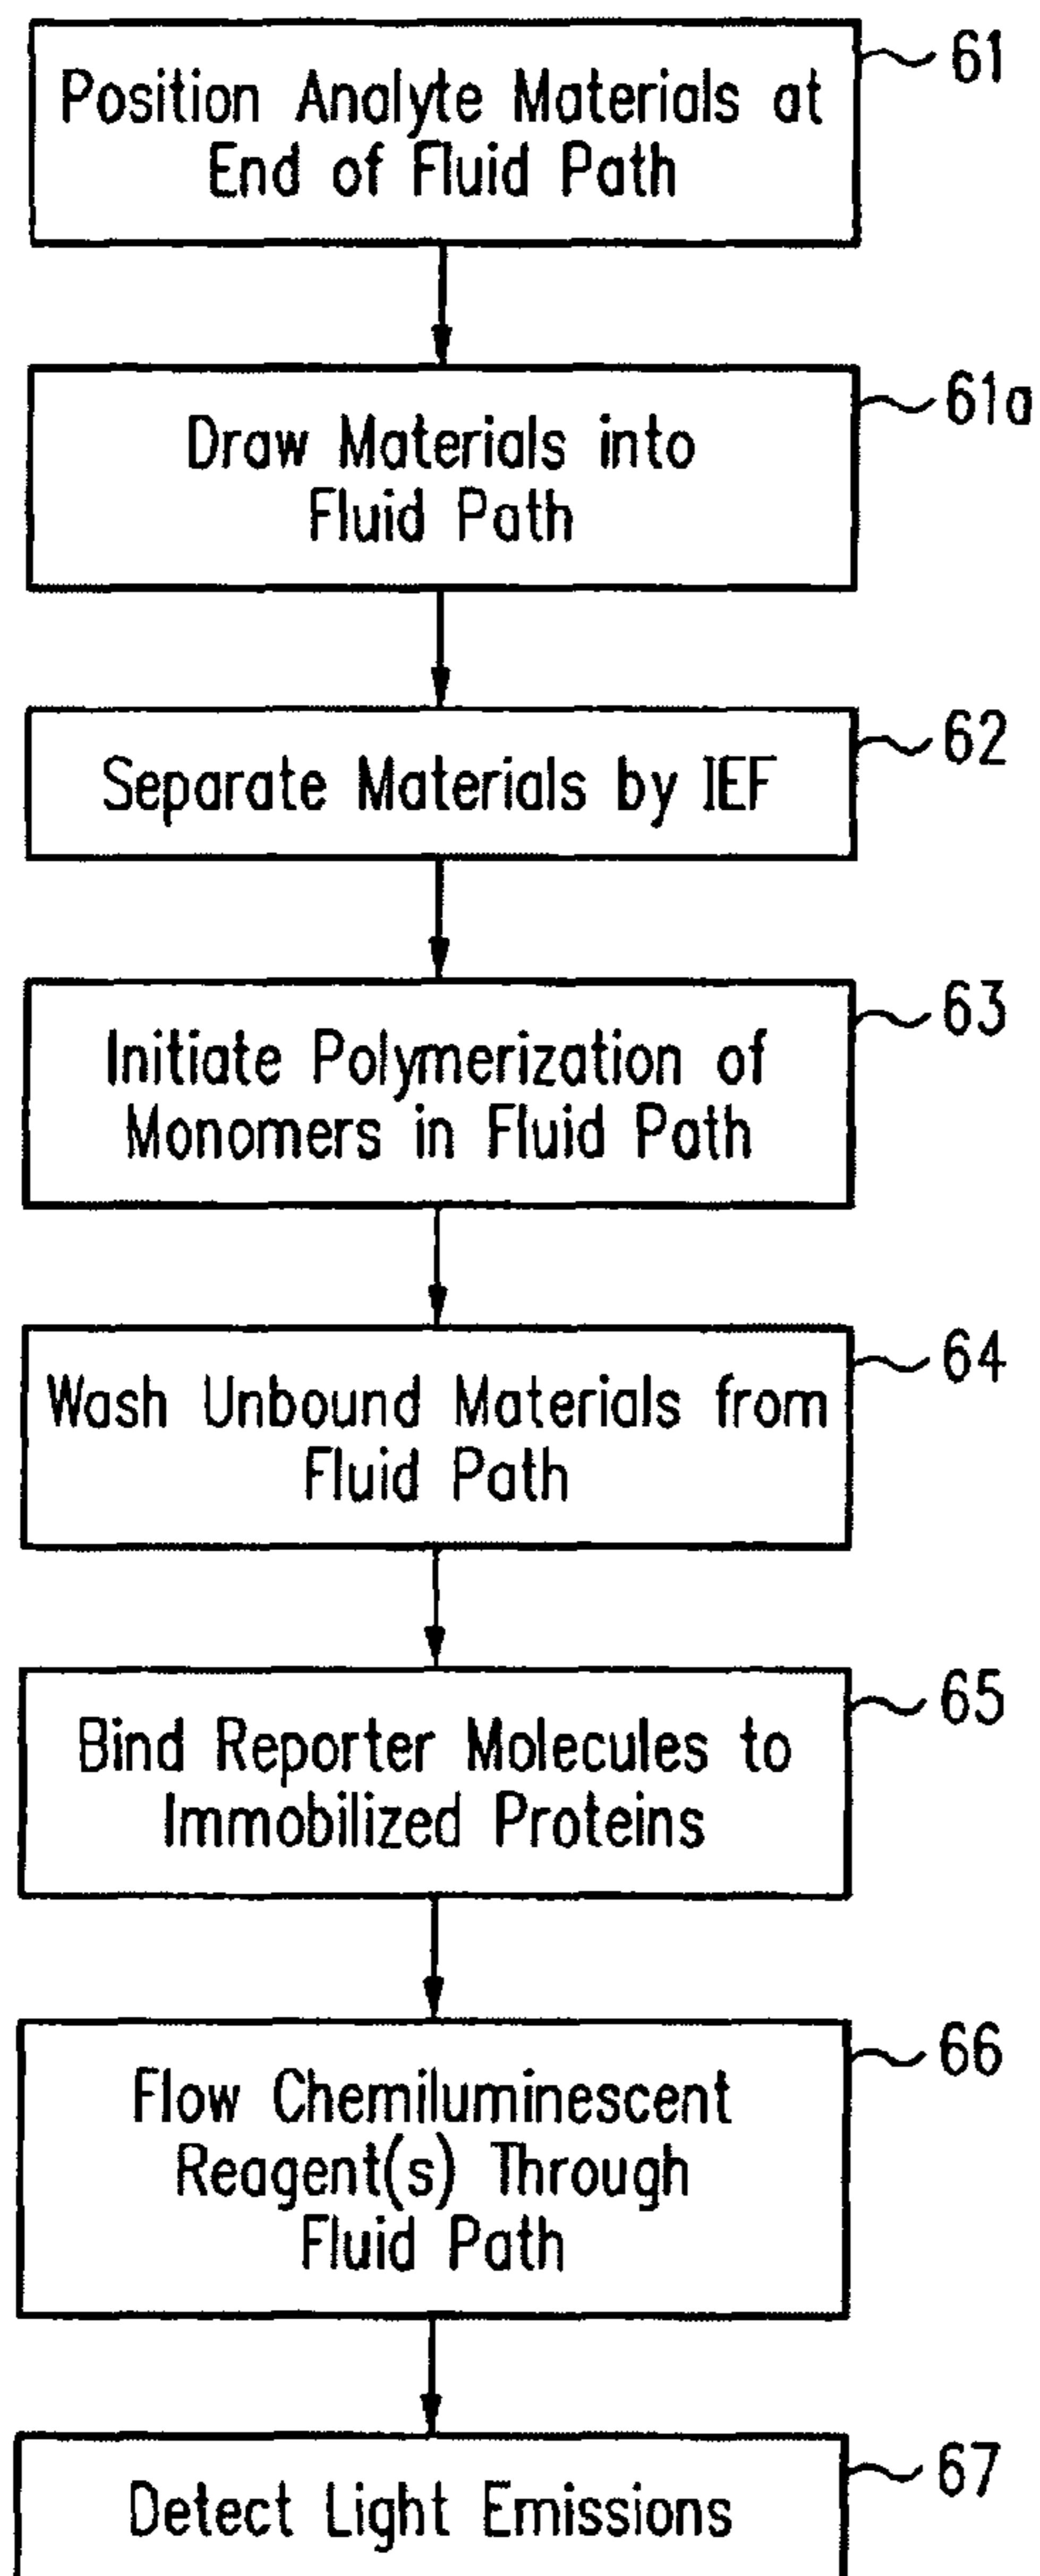 Position Analyte Materials at
End of Fluid Path
61
Draw Materials into
Fluid Path
61a
Separate Materials by IEF
62
Initiate Polymerization of
Monomers in Fluid Path
63
Wash Unbound Materials from
Fluid Path
64
Bind Reporter Molecules to
Immobilized Proteins
65
Flow Chemiluminescent
Reagent(s) Through
Fluid Path
66
Detect Light Emissions
67